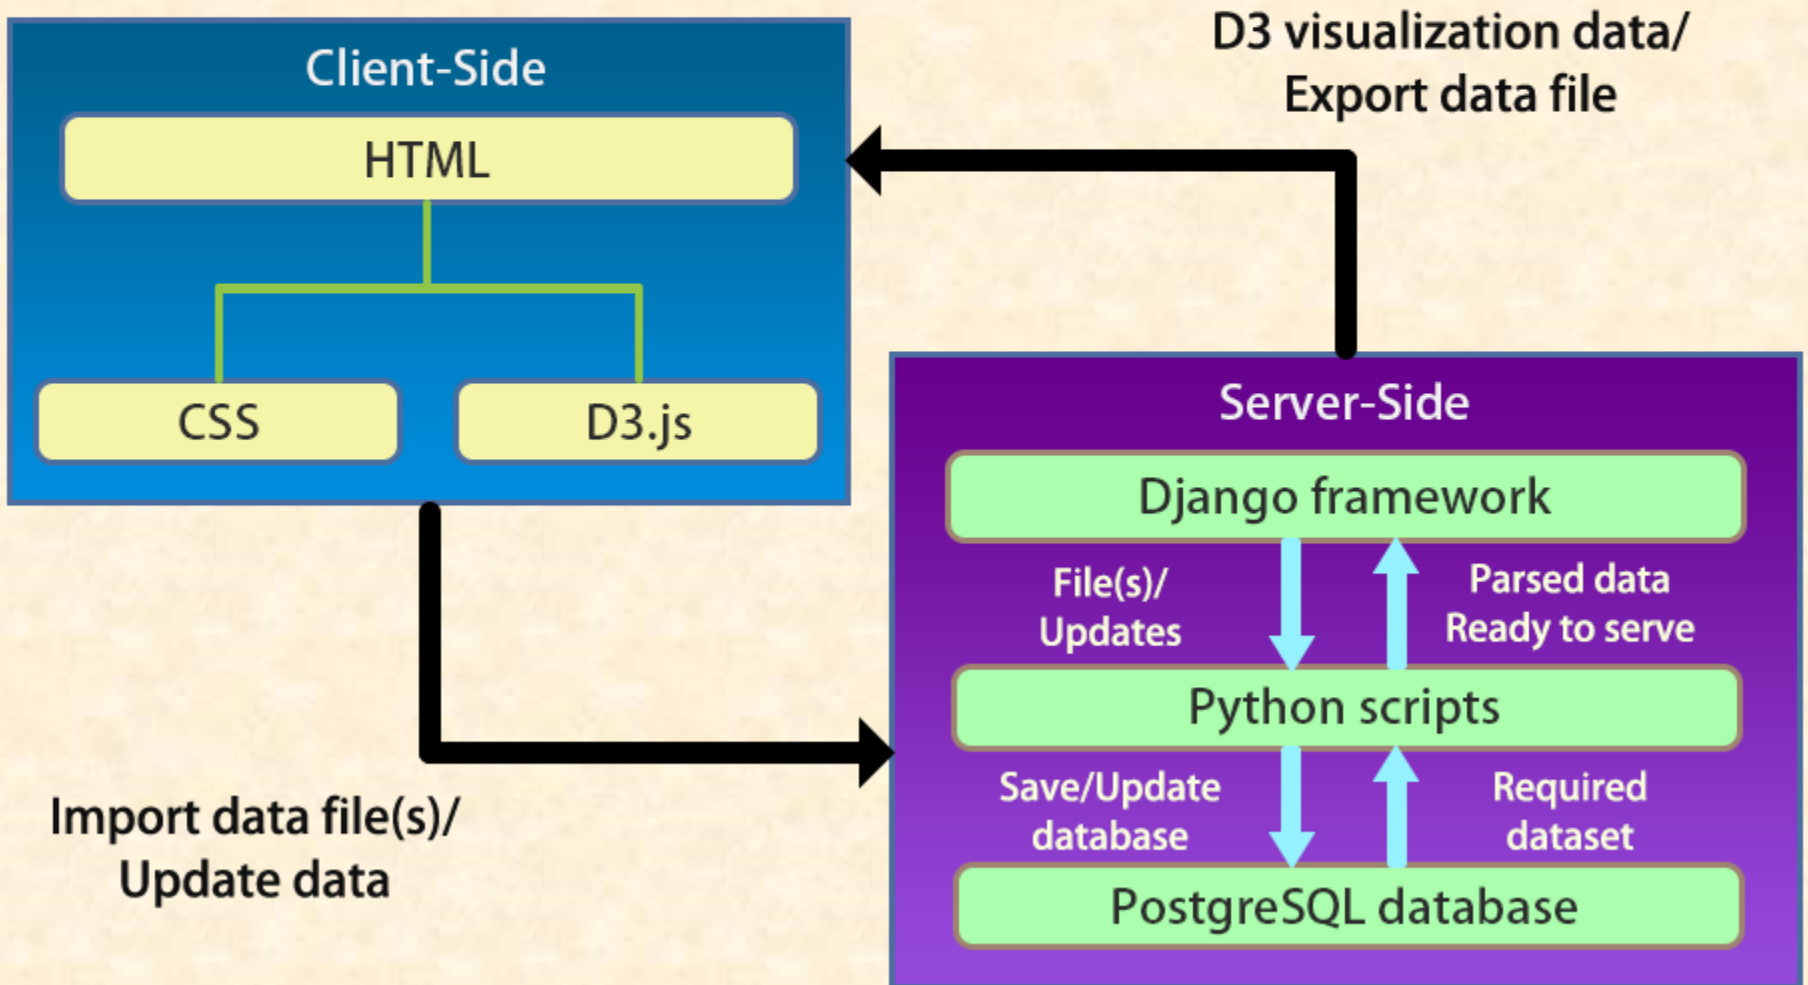 Client-Side
HTML
CSS
D3.js
D3 visualization data/
Export data file
Import data file(s)/
Update data
Server-Side
Django framework
File(s)/
Updates
Parsed data
Ready to serve
Python scripts
Save/Update
database
Required
dataset
PostgreSQL database